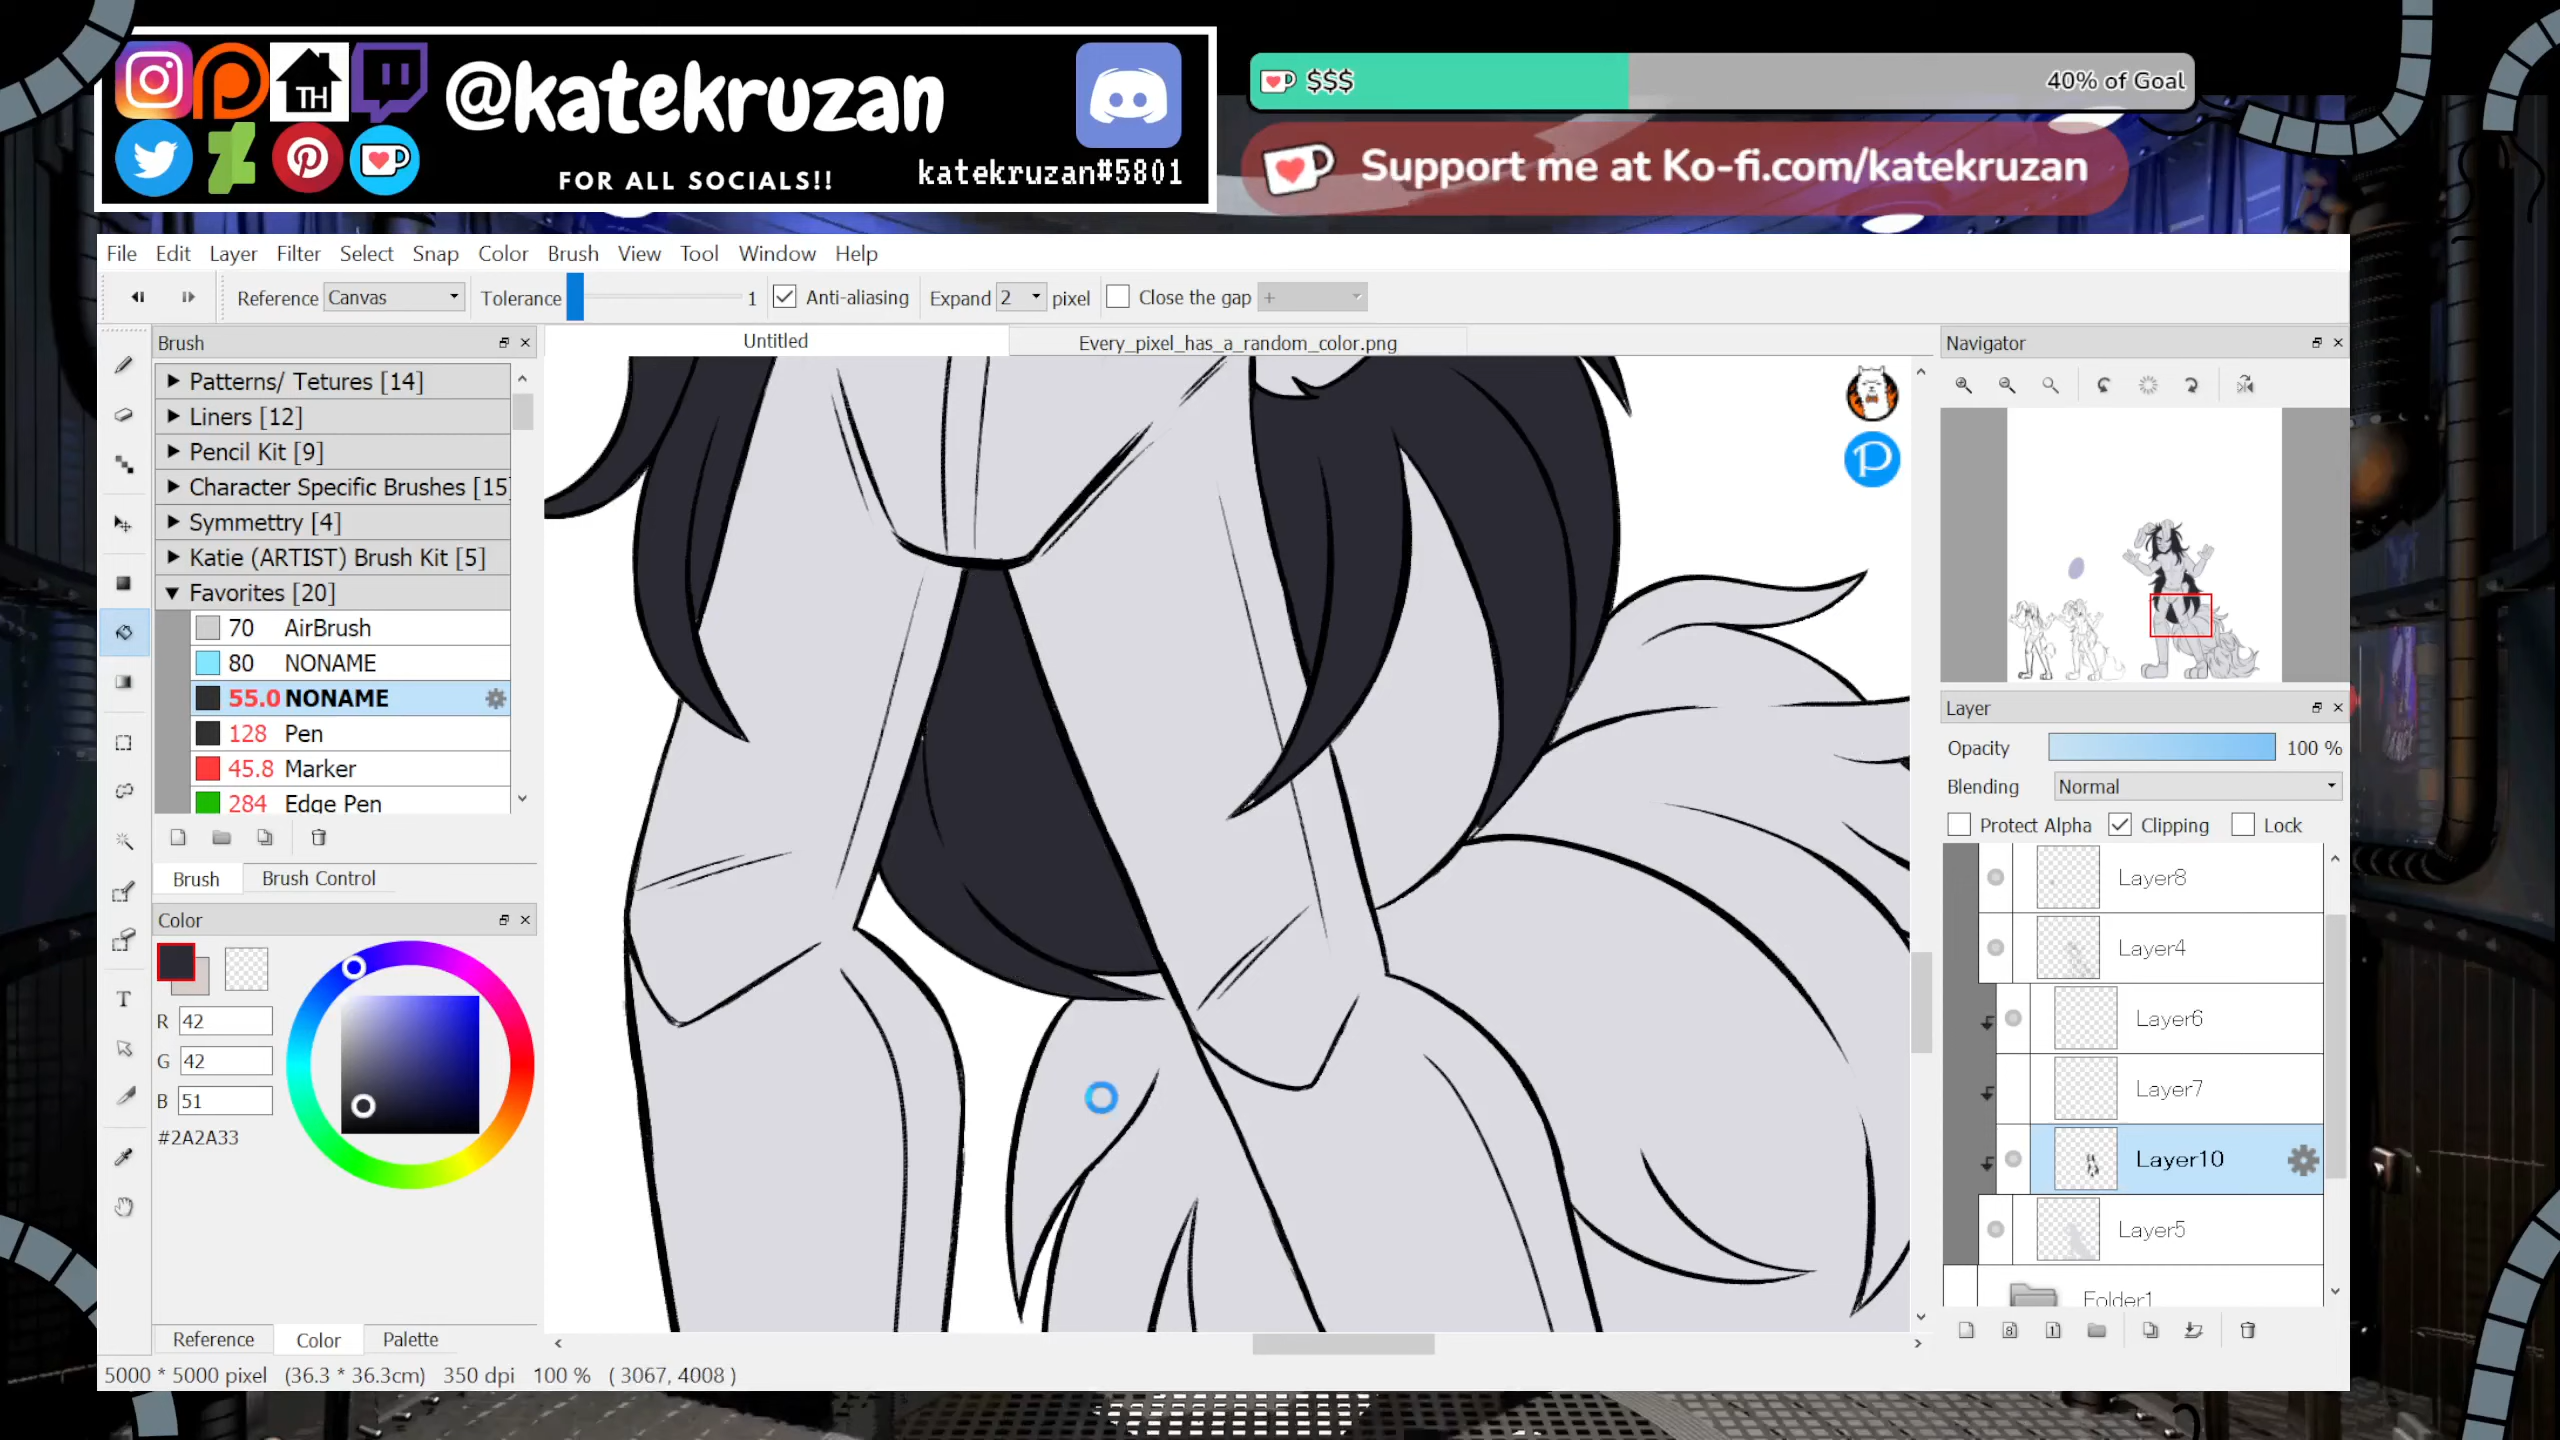 @katekruzan
FOR ALL SOCIALS!!
katekruzan#5801
TH
$$$
40% of Goal
Support me at Ko-fi.com/katekruzan
File Edit Layer Filter Select Snap Color Brush View Tool Window Help
Reference Canvas Tolerance 1 Anti-aliasing Expand 2 pixel Close the gap +
Brush
Untitled
Every_pixel_has_a_random_color.png
Navigator
Patterns/ Tetures [14]
Liners [12]
Pencil Kit [9]
Character Specific Brushes [15]
Symmettry [4]
Katie (ARTIST) Brush Kit [5]
Favorites [20]
70 AirBrush
80 NONAME
55.0 NONAME
128 Pen
45.8 Marker
284 Edge Pen
Brush Brush Control
Color
R 42
G 42
B 51
#2A2A33
Reference Color Palette
Layer
Opacity 100 %
Blending Normal
Protect Alpha Clipping Lock
Layer8
Layer4
Layer6
Layer7
Layer10
Layer5
Folder1
5000 * 5000 pixel (36.3 * 36.3cm) 350 dpi 100 % ( 3067, 4008 )